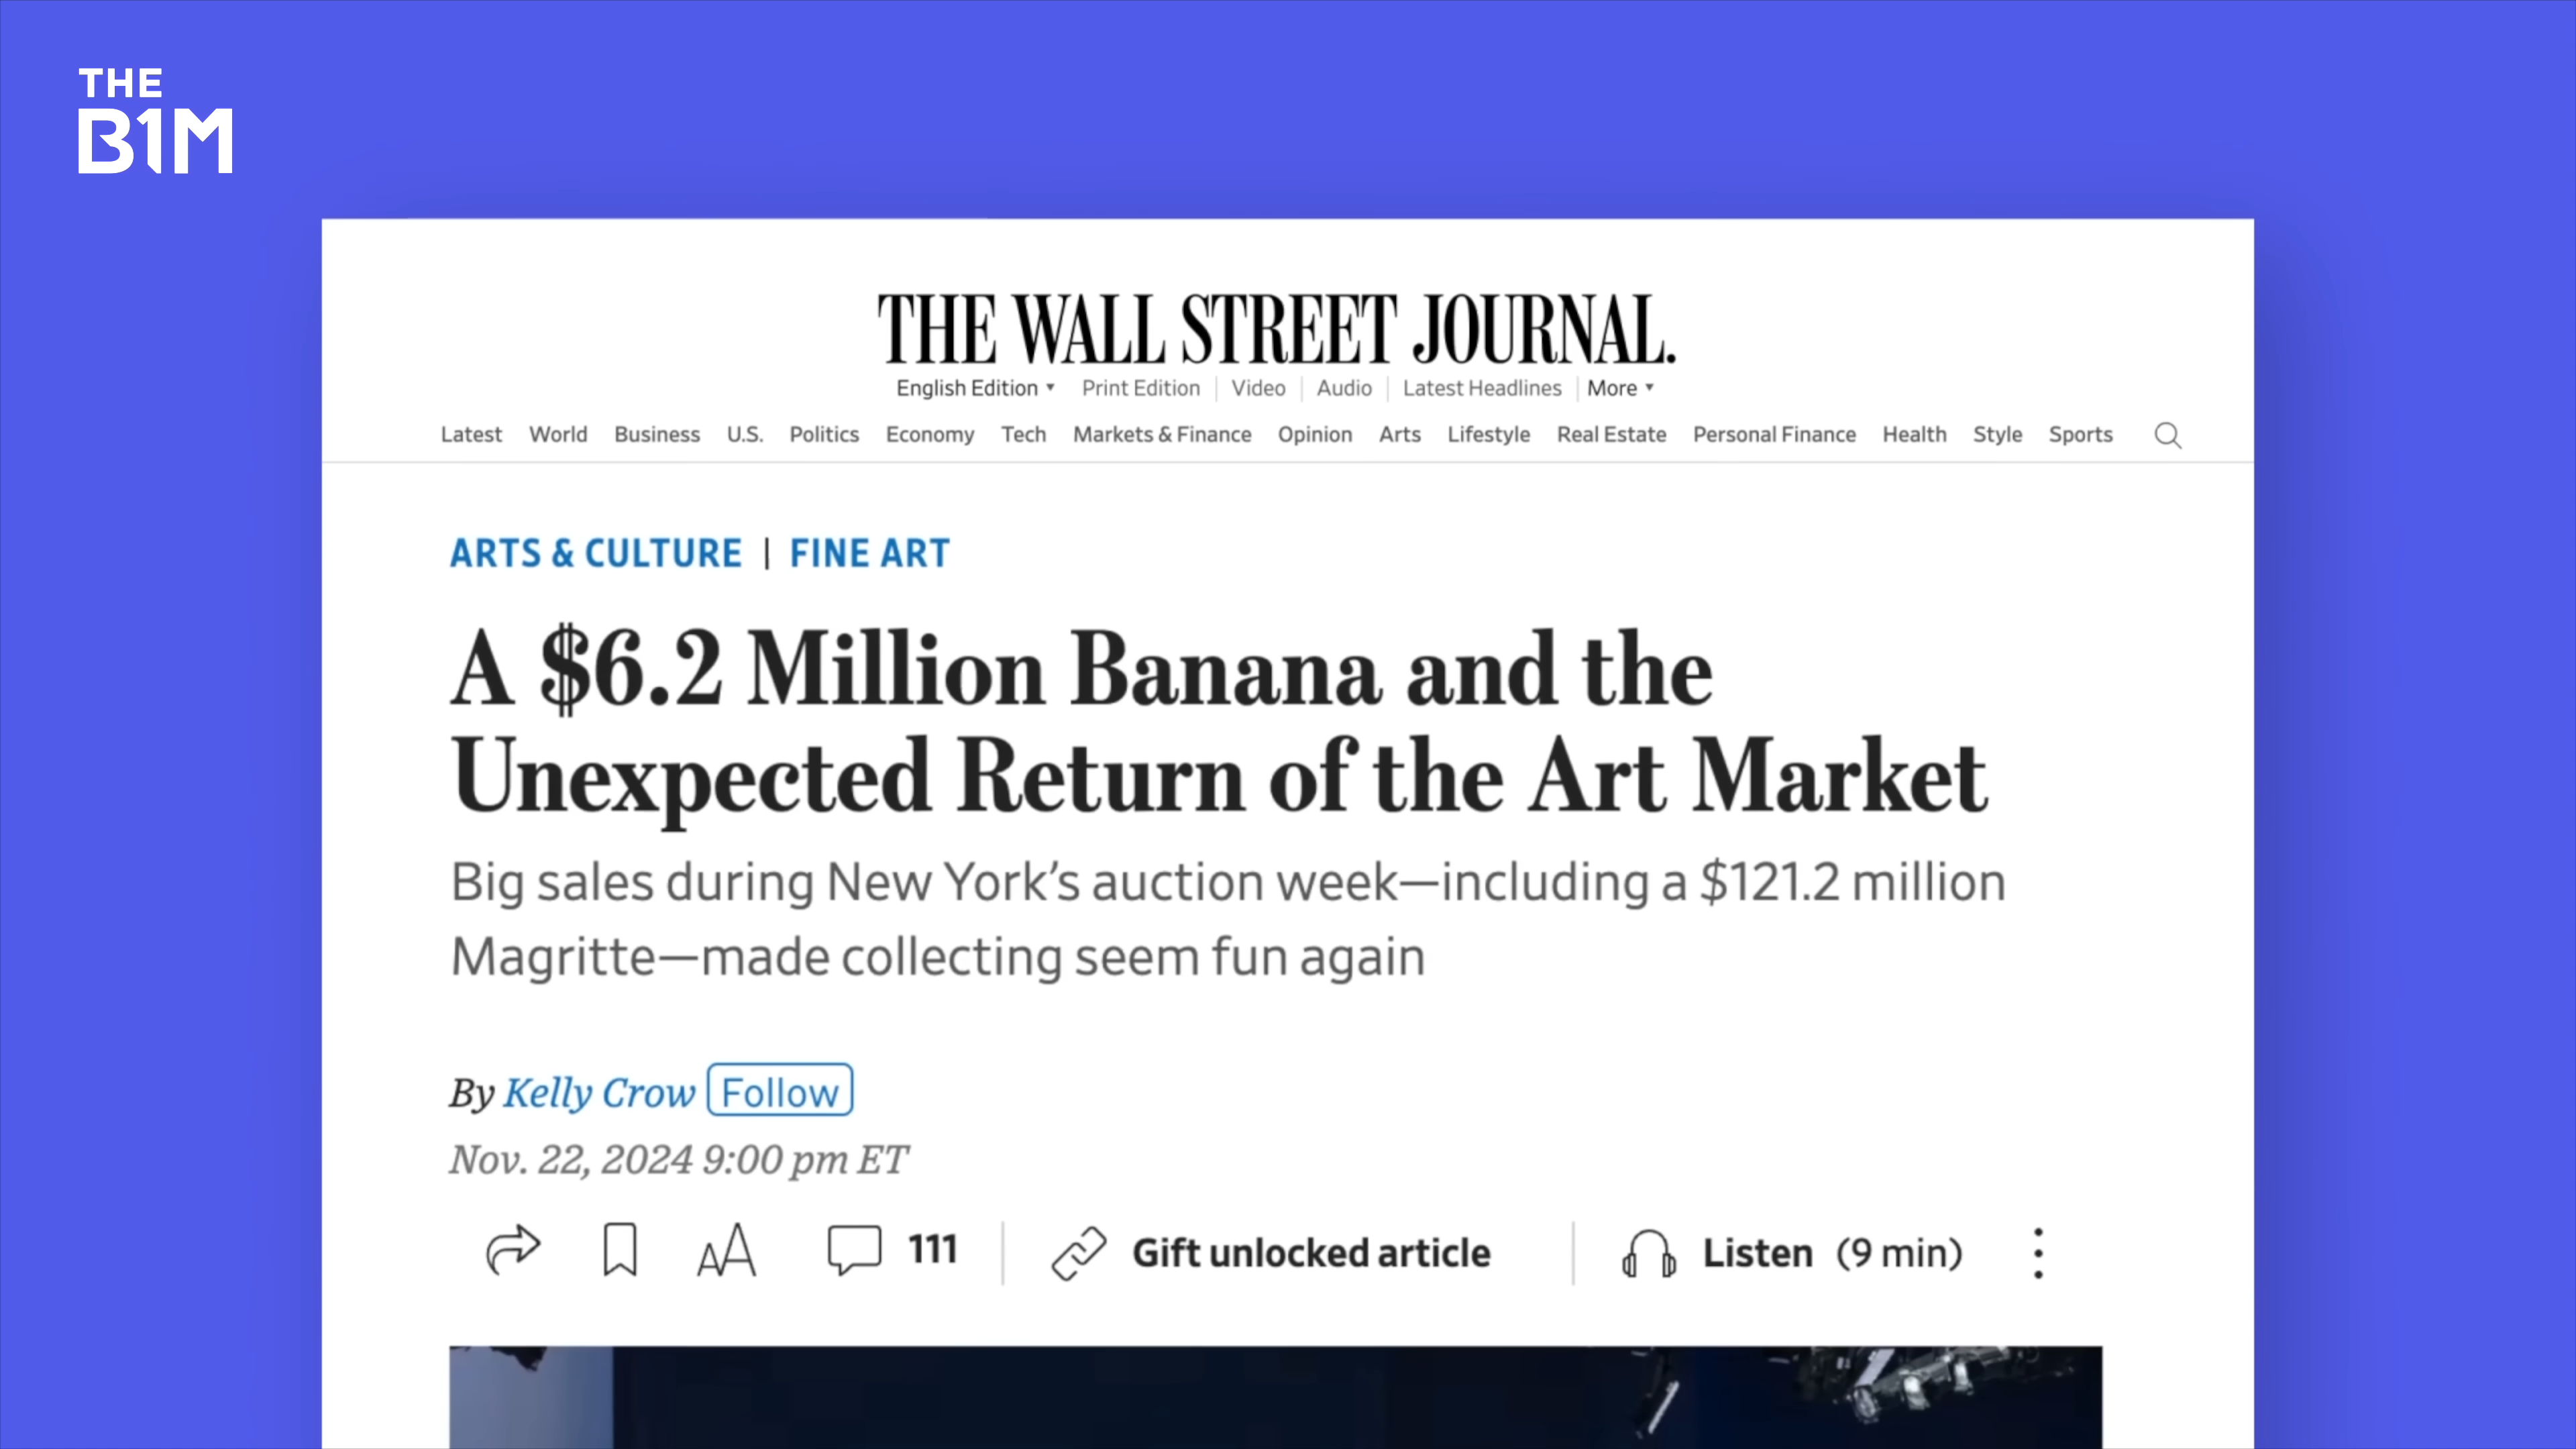 THE
B1M
THE WALL STREET JOURNAL.
English Edition Print Edition Video Audio Latest Headlines More
Latest World Business U.S. Politics Economy Tech Markets & Finance Opinion Arts Lifestyle Real Estate Personal Finance Health Style Sports
ARTS & CULTURE | FINE ART
A $6.2 Million Banana and the
Unexpected Return of the Art Market
Big sales during New York’s auction week—including a $121.2 million
Magritte—made collecting seem fun again
By Kelly Crow Follow
Nov. 22, 2024 9:00 pm ET
AA 111 Gift unlocked article Listen (9 min)